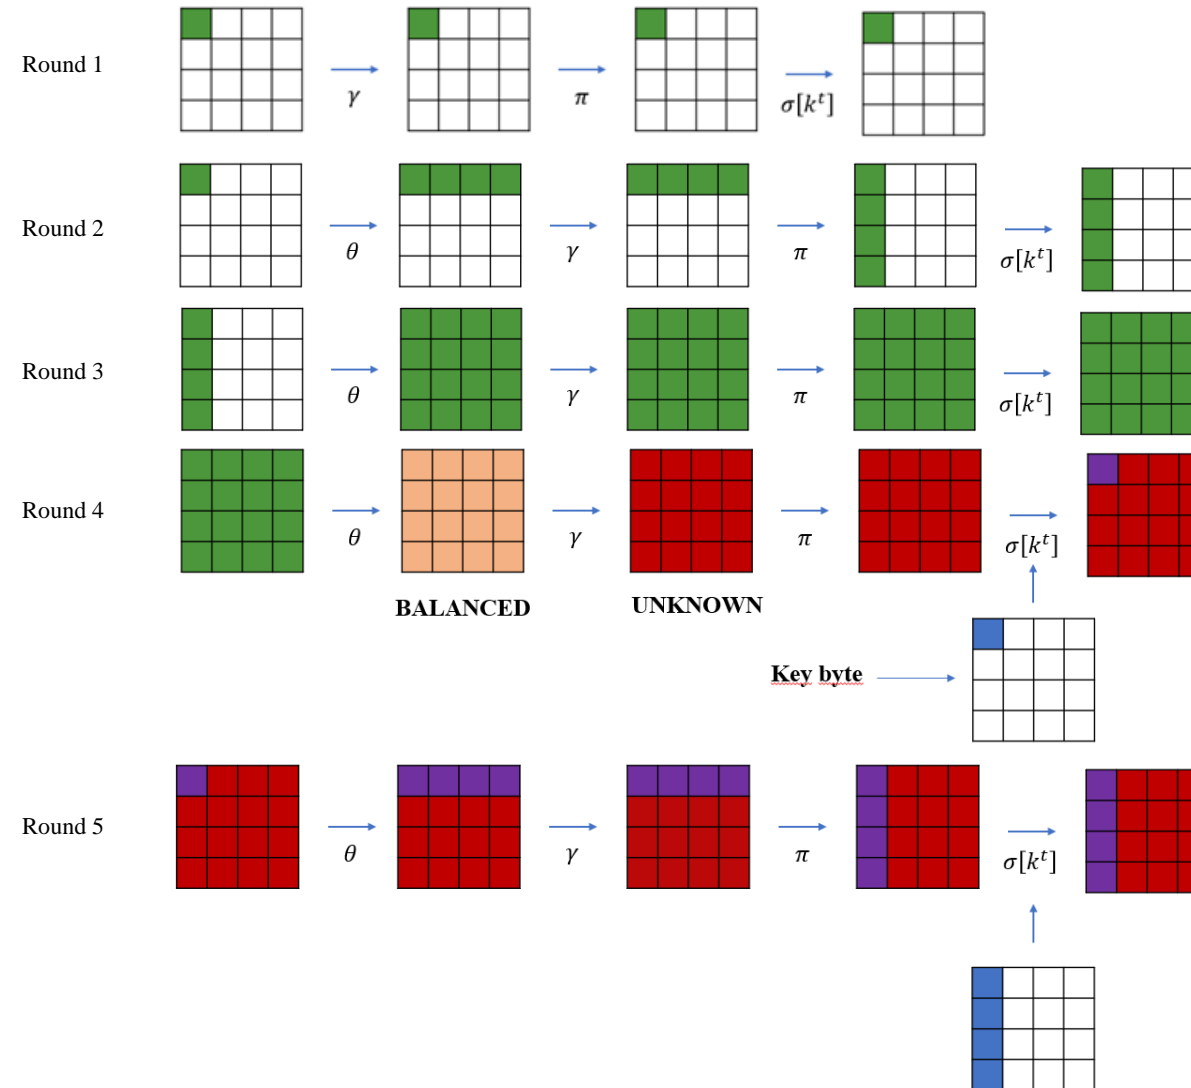 Round 1
γ
π
σ[kᵗ]
Round 2
θ
γ
π
σ[kᵗ]
Round 3
θ
γ
π
σ[kᵗ]
Round 4
θ
γ
π
σ[kᵗ]
BALANCED
UNKNOWN
Key byte
Round 5
θ
γ
π
σ[kᵗ]